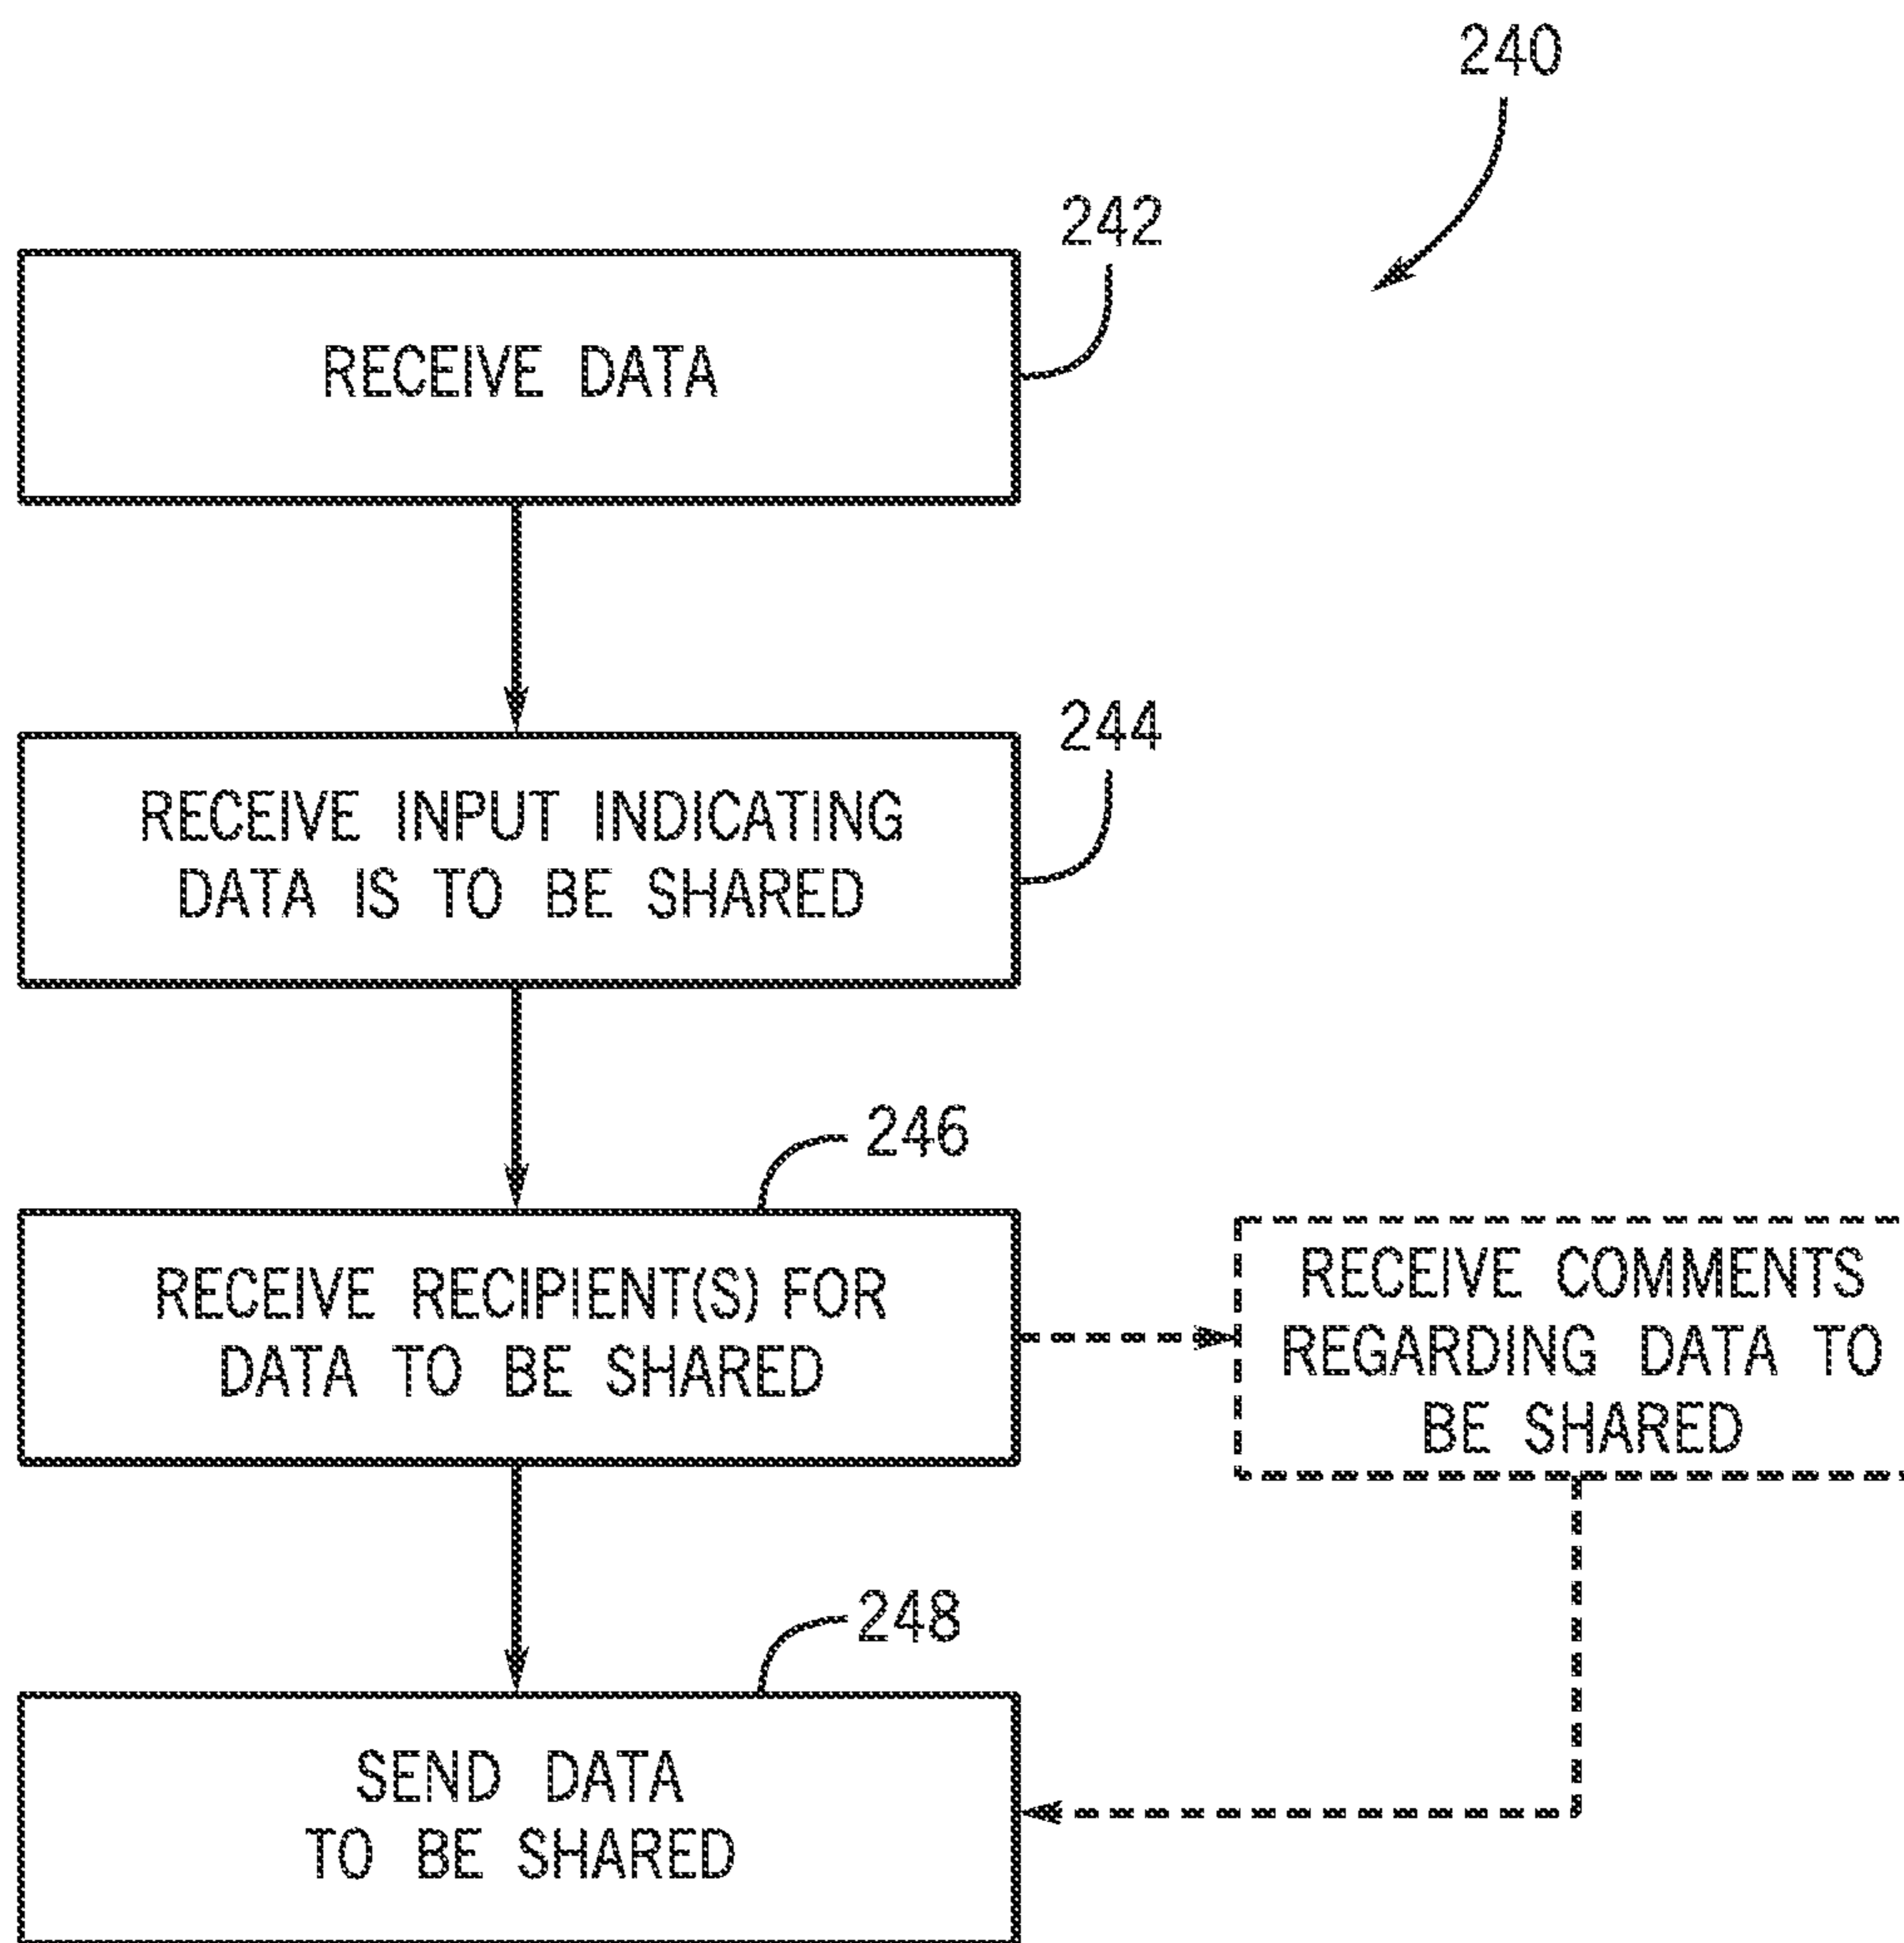 240
242
RECEIVE DATA
244
RECEIVE INPUT INDICATING
DATA IS TO BE SHARED
246
RECEIVE RECIPIENT(S) FOR
DATA TO BE SHARED
RECEIVE COMMENTS
REGARDING DATA TO
BE SHARED
248
SEND DATA
TO BE SHARED